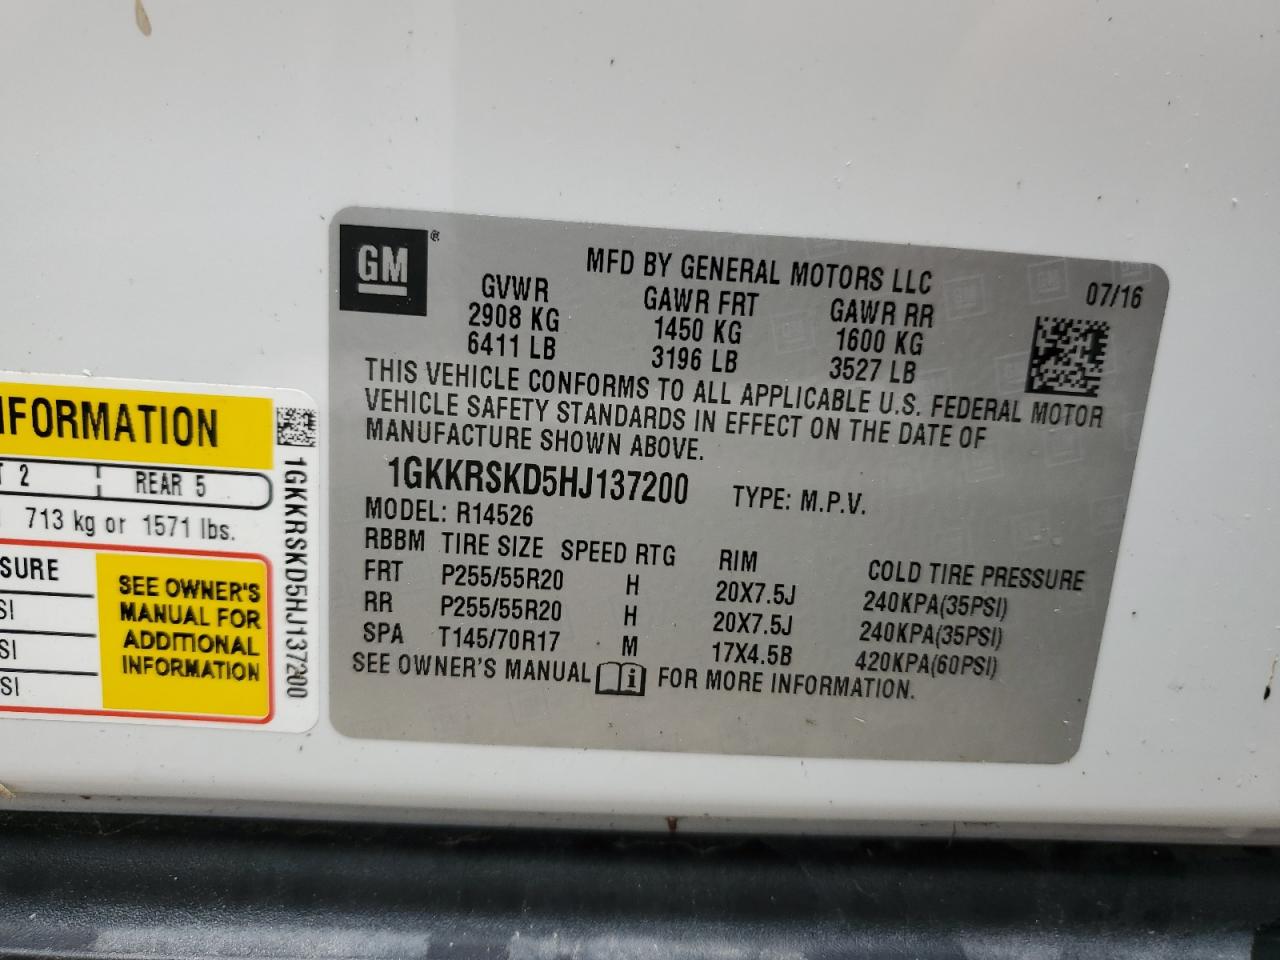 GM ®
MFD BY GENERAL MOTORS LLC
07/16
GVWR GAWR FRT GAWR RR
2908 KG 1450 KG 1600 KG
6411 LB 3196 LB 3527 LB
THIS VEHICLE CONFORMS TO ALL APPLICABLE U.S. FEDERAL MOTOR
VEHICLE SAFETY STANDARDS IN EFFECT ON THE DATE OF
MANUFACTURE SHOWN ABOVE.
1GKKRSKD5HJ137200 TYPE: M.P.V.
MODEL: R14526
RBBM TIRE SIZE SPEED RTG RIM COLD TIRE PRESSURE
FRT P255/55R20 H 20X7.5J 240KPA(35PSI)
RR P255/55R20 H 20X7.5J 240KPA(35PSI)
SPA T145/70R17 M 17X4.5B 420KPA(60PSI)
SEE OWNER'S MANUAL FOR MORE INFORMATION.
NFORMATION
T 2 REAR 5
713 kg or 1571 lbs.
SURE
SI
SI
SI
SEE OWNER'S
MANUAL FOR
ADDITIONAL
INFORMATION
1GKKRSKD5HJ137200